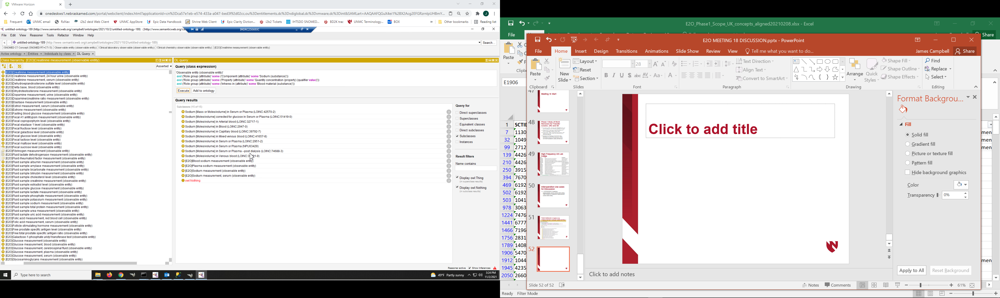 VMware Horizon
onedeskws1.nebraskamed.com/portal/webclient/index.html?applicationId=cn%3Dca57e1eb-e574-433a-a047-bed3f92d02cc,ou%3Dentitlements,dc%3Dvdiglobal,dc%3Dvmware,dc%3Dint&SAMLart=AAQAAFQGuX4ei1%2BX2Acg2EFGRzrnIpUH8mY...
Frequent
UNMC email
RxNav
i2b2 deid Web Client
UNMC AppStore
Epic Data Handbook
Shrine Web Client
Epic Clarity Diction...
i2b2 Tickets
IHTSDO SNOMED...
BD2K trac
UNMC Terminology...
BOX
»
Other bookmarks
Reading list
untitled-ontology-189 (http://www.semanticweb.org/campbell/ontologies/2021/10/2/untitled-ontology-189) : [http://www.semanticweb.org/ca
IMDRC25069JC
File Edit View Reasoner Tools Refactor Window Help
untitled-ontology-189 (http://www.semanticweb.org/campbell/ontologies/2021/10/2/untitled-ontology-189)
Search...
SNOMED CT Concept (SNOMED RT+CTV3) 〉Observable entity (observable entity) 〉Clinical laboratory observable (observable entity) 〉Clinical chemistry observable (observable entity) 〉[E2O]Creatinine measurement (observable entity)
Active ontology × Entities × Individuals by class × DL Query ×
Class hierarchy: [E2O]Creatinine measurement (observable entity)
Asserted
[E2O]Creatinine measurement (observable entity)
[E2O]Creatinine measurement, 24 hour urine (observable entity)
[E2O]Creatinine measurement, serum (observable entity)
[E2O]Dehydroepiandrosterone sulfate level (observable entity)
[E2O]Delta base, blood (observable entity)
[E2O]Dihydrotestosterone measurement (observable entity)
[E2O]Dopamine measurement, urine (observable entity)
[E2O]Dopamine/creatinine ratio measurement (observable entity)
[E2O]Elastase measurement (observable entity)
[E2O]Estriol measurement, serum (observable entity)
[E2O]Estrone measurement (observable entity)
[E2O]Fasting blood glucose measurement (observable entity)
[E2O]Fecal A1 antitrypsin measurement (observable entity)
[E2O]Fecal coproporphyrin level (observable entity)
[E2O]Fecal elastase 1 level (observable entity)
[E2O]Fecal fructose level (observable entity)
[E2O]Fecal galactose level (observable entity)
[E2O]Fecal glucose level (observable entity)
[E2O]Fecal lactose level (observable entity)
[E2O]Fecal maltose level (observable entity)
[E2O]Fecal sucrose level (observable entity)
[E2O]Fibrinogen measurement (observable entity)
[E2O]Fluid lactate dehydrogenase measurement (observable entity)
[E2O]Fluid rheumatoid factor measurement (observable entity)
[E2O]Fluid sample albumin measurement (observable entity)
[E2O]Fluid sample amylase measurement (observable entity)
[E2O]Fluid sample bicarbonate measurement (observable entity)
[E2O]Fluid sample bilirubin measurement (observable entity)
[E2O]Fluid sample cholesterol level (observable entity)
[E2O]Fluid sample creatinine measurement (observable entity)
[E2O]Fluid sample estradiol level (observable entity)
[E2O]Fluid sample glucose measurement (observable entity)
[E2O]Fluid sample lactate measurement (observable entity)
[E2O]Fluid sample phosphate measurement (observable entity)
[E2O]Fluid sample potassium measurement (observable entity)
[E2O]Fluid sample sodium measurement (observable entity)
[E2O]Fluid sample total protein measurement (observable entity)
[E2O]Fluid sample urea measurement (observable entity)
[E2O]Fluid sample uric acid measurement (observable entity)
[E2O]Folic acid measurement, red blood cell (observable entity)
[E2O]Folic acid measurement, serum (observable entity)
[E2O]Follicle stimulating hormone measurement (observable entity)
[E2O]Free prostate specific antigen level (observable entity)
[E2O]Free:total prostate specific antigen ratio (observable entity)
[E2O]Galactose-1-phosphate uridyl transferase test (observable entity)
[E2O]Glucose measurement (observable entity)
[E2O]Glucose measurement, blood (observable entity)
[E2O]Glucose measurement, cerebrospinal fluid (observable entity)
[E2O]Glucose measurement, plasma (observable entity)
[E2O]Glucose measurement, serum (observable entity)
[E2O]Glycosaminoglycans measurement (observable entity)
DL query:
Query (class expression)
'Observable entity (observable entity)'
and ('Role group (attribute)' some ('Component (attribute)' some 'Sodium (substance)'))
and ('Role group (attribute)' some ('Property (attribute)' some 'Quantity concentration (property) (qualifier value)'))
and ('Role group (attribute)' some ('Inheres in (attribute)' some 'Blood material (substance)'))
Execute
Add to ontology
Query results
Subclasses (15 of 15)
Sodium [Mass or Moles/volume] in Serum or Plasma (LOINC:42570-2)
Sodium [Moles/volume] corrected for glucose in Serum or Plasma (LOINC:51419-0)
Sodium [Moles/volume] in Arterial blood (LOINC:32717-1)
Sodium [Moles/volume] in Blood (LOINC:2947-0)
Sodium [Moles/volume] in Capillary blood (LOINC:39792-7)
Sodium [Moles/volume] in Mixed venous blood (LOINC:41657-8)
Sodium [Moles/volume] in Serum or Plasma (LOINC:2951-2)
Sodium [Moles/volume] in Serum or Plasma (NPU03429)
Sodium [Moles/volume] in Serum or Plasma --post dialysis (LOINC:74688-3)
Sodium [Moles/volume] in Venous blood
[E2O]Blood sodium measurement (observable entity)
[E2O]Plasma sodium measurement (observable entity)
[E2O]Sodium measurement (observable entity)
[E2O]Sodium measurement, serum (observable entity)
owl:Nothing
Query for
Direct superclasses
Superclasses
Equivalent classes
Direct subclasses
Subclasses
Instances
Result filters
Name contains
Display owl:Thing
(in superclass results)
Display owl:Nothing
(in subclass results)
Reasoner active
Show Inferences
Type here to search
49°F Partly sunny
3:24 PM
11/2/2021
E2O_Phase1_Scope_UK_concepts_aligned20210208.xlsx - Excel
File
Share
Paste
Clipb
E1906
1 SCTID
7 1130
32 1049
99 2712
139 4426
210 4426
250 3915
394 7670
469 6192
502 6192
503 1041
978 3063
1224 7476
1441 6777
1466 7196
1756 2831
1789 1408
1906 5470
1912 1044
1945 4235
2050 2660
men
men
men
men
Ready Filter Mode
E2O MEETING 18 DISCUSSION.pptx - PowerPoint
File Home Insert Design Transitions Animations Slide Show Review View Tell me what you want to do...
James Campbell
Share
Paste
Clipboard
New
Slide
Layout
Reset
Section
Slides
28
B I U S abc AV Aa A
Font
Text Direction
Align Text
Convert to SmartArt
Paragraph
Arrange
Quick
Styles
Shape Fill
Shape Outline
Shape Effects
Drawing
Find
Replace
Select
Editing
47
Meeting 18 Start
48
Phase 1 Body of Work
Revisions for Transfer
Axioms: JRC and SH
49
High Frequency UK Lab
Codes
50
Interoperation Use cases
for Discussion
51
52
Click to add title
Click to add notes
Format Backgrou...
Fill
Solid fill
Gradient fill
Picture or texture fill
Pattern fill
Hide background graphics
Color
Transparency
0%
Apply to All
Reset Background
Slide 52 of 52
Notes
Comments
61%